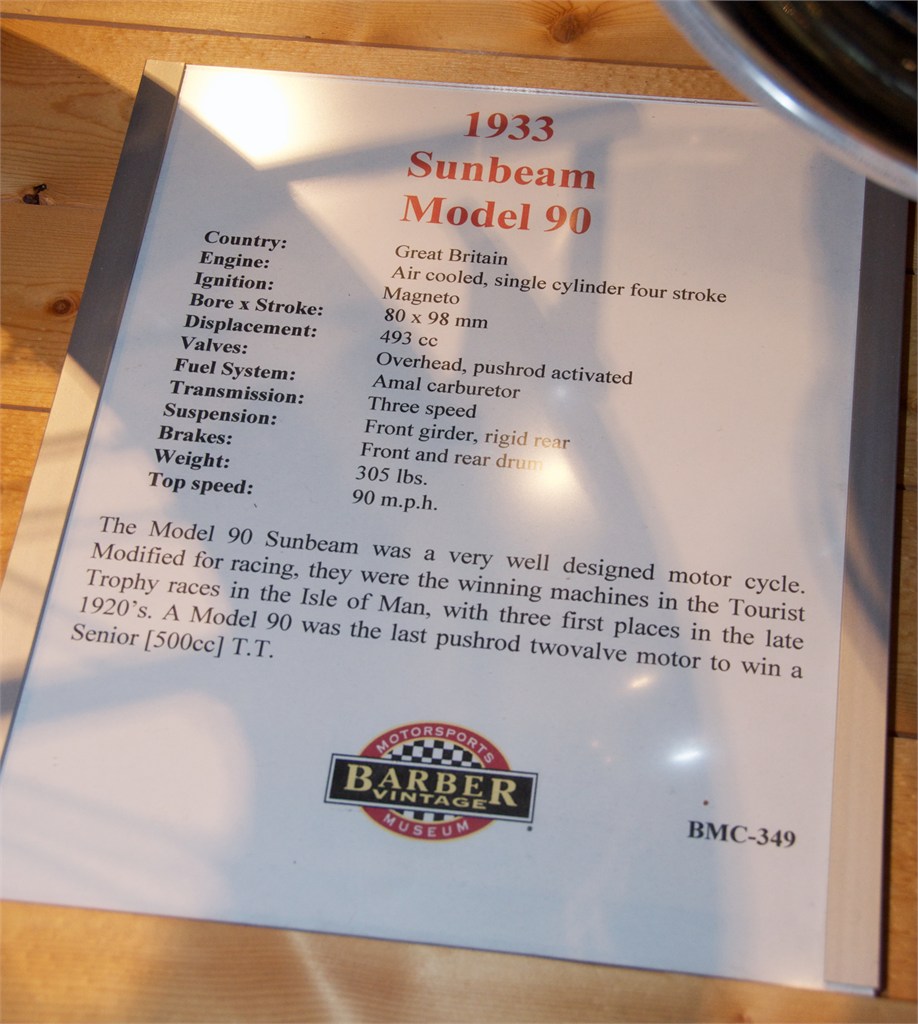 1933
Sunbeam
Model 90
Country: Great Britain
Engine: Air cooled, single cylinder four stroke
Ignition: Magneto
Bore x Stroke: 80 x 98 mm
Displacement: 493 cc
Valves: Overhead, pushrod activated
Fuel System: Amal carburetor
Transmission: Three speed
Suspension: Front girder, rigid rear
Brakes: Front and rear drum
Weight: 305 lbs.
Top speed: 90 m.p.h.
The Model 90 Sunbeam was a very well designed motor cycle.
Modified for racing, they were the winning machines in the Tourist
Trophy races in the Isle of Man, with three first places in the late
1920's. A Model 90 was the last pushrod twovalve motor to win a
Senior [500cc] T.T.
MOTORSPORTS
BARBER
VINTAGE
MUSEUM
BMC-349